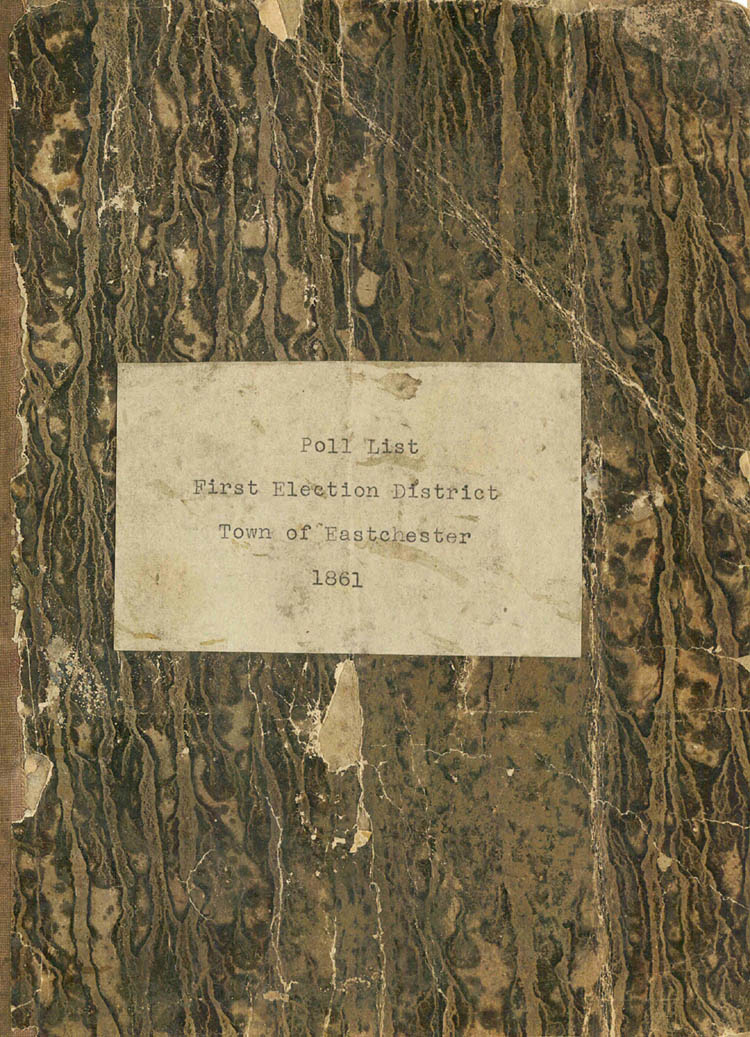 Poll List
First Election District
Town of Eastchester
1861